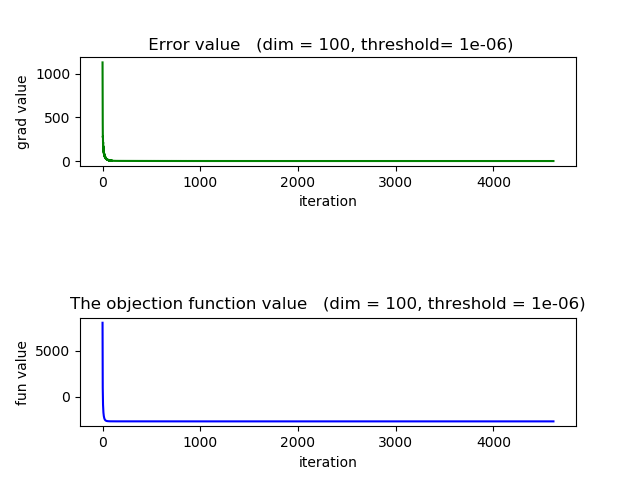 Error value   (dim = 100, threshold= 1e-06)
grad value
1000
500
0
0 1000 2000 3000 4000
iteration
The objection function value   (dim = 100, threshold = 1e-06)
fun value
5000
0
0 1000 2000 3000 4000
iteration